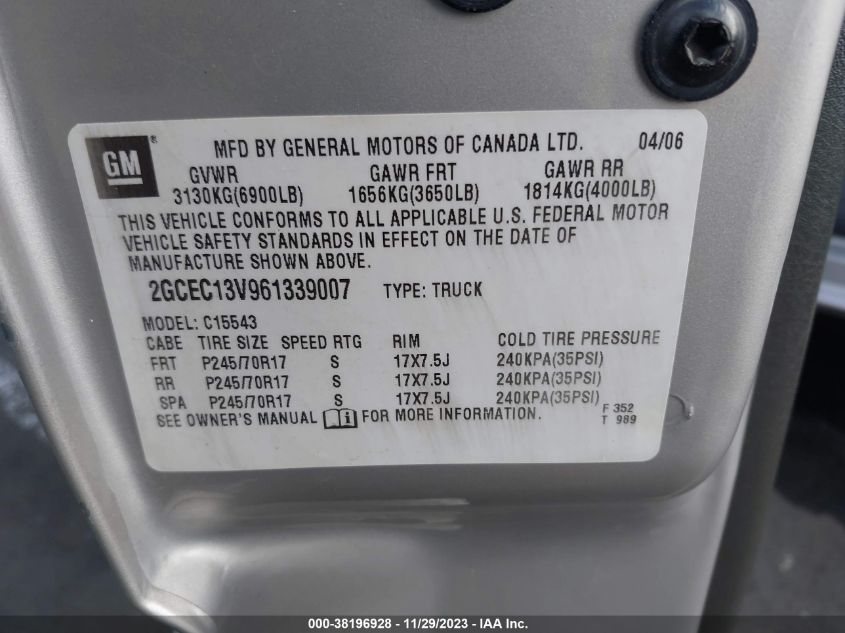 GM ® MFD BY GENERAL MOTORS OF CANADA LTD. 04/06
GVWR GAWR FRT GAWR RR
3130KG(6900LB) 1656KG(3650LB) 1814KG(4000LB)
THIS VEHICLE CONFORMS TO ALL APPLICABLE U.S. FEDERAL MOTOR
VEHICLE SAFETY STANDARDS IN EFFECT ON THE DATE OF
MANUFACTURE SHOWN ABOVE.
2GCEC13V961339007 TYPE: TRUCK
MODEL: C15543
CABE TIRE SIZE SPEED RTG RIM COLD TIRE PRESSURE
FRT P245/70R17 S 17X7.5J 240KPA(35PSI)
RR P245/70R17 S 17X7.5J 240KPA(35PSI)
SPA P245/70R17 S 17X7.5J 240KPA(35PSI)
SEE OWNER'S MANUAL FOR MORE INFORMATION.
F 352
T 989
000-38196928 - 11/29/2023 - IAA Inc.